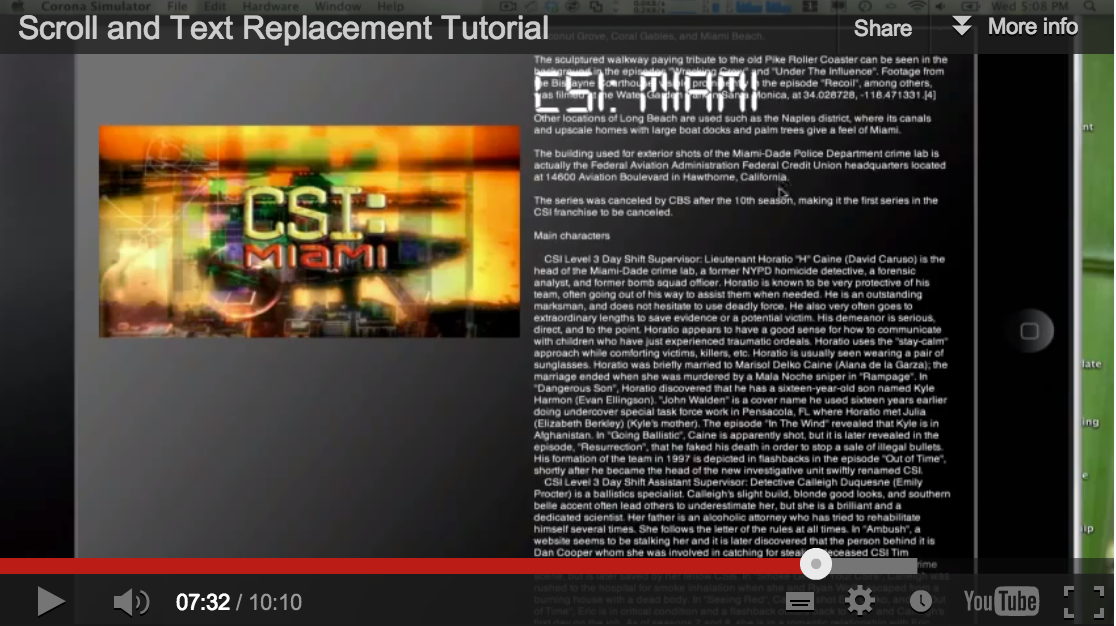 Corona Simulator File Edit Hardware Window Help
Wed 5:08 PM
Scroll and Text Replacement Tutorial
Share
More info
Coconut Grove, Coral Gables, and Miami Beach.
The sculptured walkway paying tribute to the old Pike Roller Coaster can be seen in the
background in the episodes "Wrecking Crew" and "Under The Influence". Footage from
the Biscayne Courthouse, in the episode "Recoil", among others,
was filmed at the Water Garden Park in Santa Monica, at 34.028728, -118.471331.[4]
CSI: MIAMI
Other locations of Long Beach are used such as the Naples district, where its canals
and upscale homes with large boat docks and palm trees give a feel of Miami.
The building used for exterior shots of the Miami-Dade Police Department crime lab is
actually the Federal Aviation Administration Federal Credit Union headquarters located
at 14600 Aviation Boulevard in Hawthorne, California.
The series was canceled by CBS after the 10th season, making it the first series in the
CSI franchise to be canceled.
Main characters
CSI Level 3 Day Shift Supervisor: Lieutenant Horatio "H" Caine (David Caruso) is the
head of the Miami-Dade crime lab, a former NYPD homicide detective, a forensic
analyst, and former bomb squad officer. Horatio is known to be very protective of his
team, often going out of his way to assist them when needed. He is an outstanding
marksman, and does not hesitate to use deadly force. He also very often goes to
extraordinary lengths to save evidence or a potential victim. His demeanor is serious,
direct, and to the point. Horatio appears to have a good sense for how to communicate
with children who have just experienced traumatic ordeals. Horatio uses the "stay-calm"
approach while comforting victims, killers, etc. Horatio is usually seen wearing a pair of
sunglasses. Horatio was briefly married to Marisol Delko Caine (Alana de la Garza); the
marriage ended when she was murdered by a Mala Noche sniper in "Rampage". In
"Dangerous Son", Horatio discovered that he has a sixteen-year-old son named Kyle
Harmon (Evan Ellingson). "John Walden" is a cover name he used sixteen years earlier
doing undercover special task force work in Pensacola, FL where Horatio met Julia
(Elizabeth Berkley) (Kyle's mother). The episode "In The Wind" revealed that Kyle is in
Afghanistan. In "Going Ballistic", Caine is apparently shot, but it is later revealed in the
episode, "Resurrection", that he faked his death in order to stop a sale of illegal bullets.
His formation of the team in 1997 is depicted in flashbacks in the episode "Out of Time",
shortly after he became the head of the new investigative unit swiftly renamed CSI.
CSI Level 3 Day Shift Assistant Supervisor: Detective Calleigh Duquesne (Emily
Procter) is a ballistics specialist. Calleigh's slight build, blonde good looks, and southern
belle accent often lead others to underestimate her, but she is a brilliant and a
dedicated scientist. Her father is an alcoholic attorney who has tried to rehabilitate
himself several times. She follows the letter of the rules at all times. In "Ambush", a
website seems to be stalking her and it is later discovered that the person behind it is
Dan Cooper whom she was involved in catching for stealing deceased CSI Tim
CSI:
MIAMI
07:32 / 10:10
YouTube